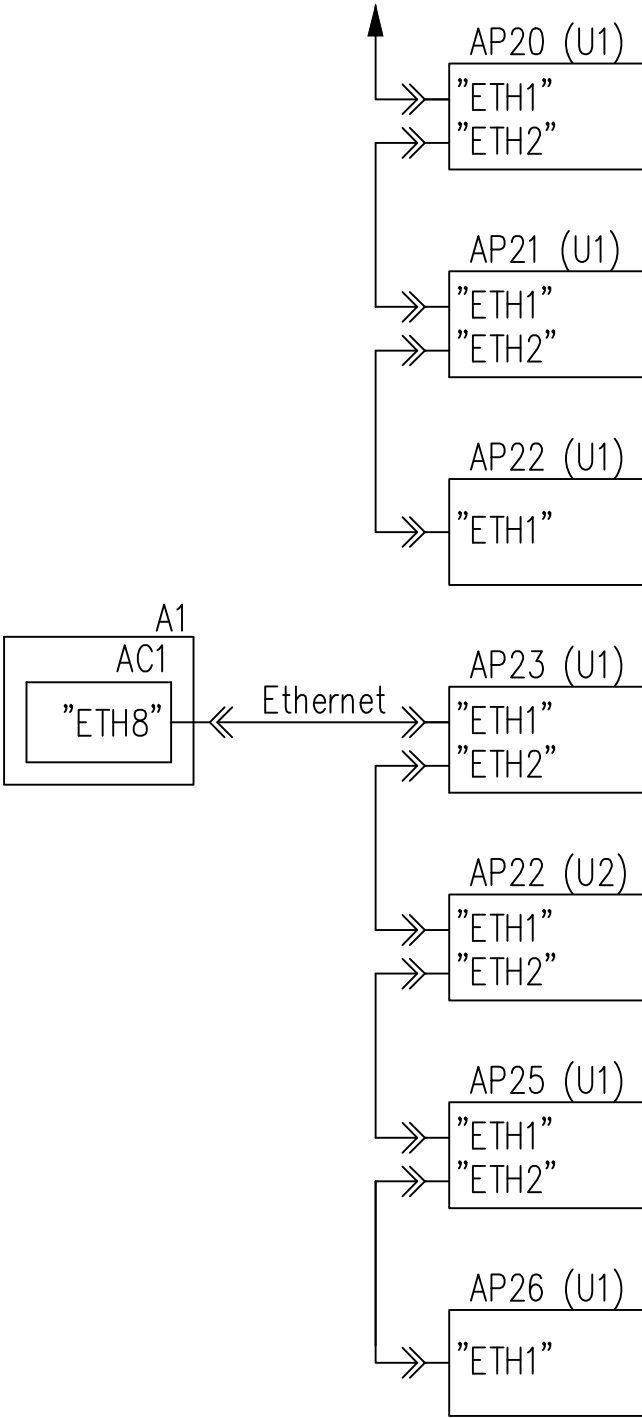 AP20 (U1)
"ETH1"
"ETH2"
AP21 (U1)
"ETH1"
"ETH2"
AP22 (U1)
"ETH1"
A1
AC1
"ETH8"
Ethernet
AP23 (U1)
"ETH1"
"ETH2"
AP22 (U2)
"ETH1"
"ETH2"
AP25 (U1)
"ETH1"
"ETH2"
AP26 (U1)
"ETH1"